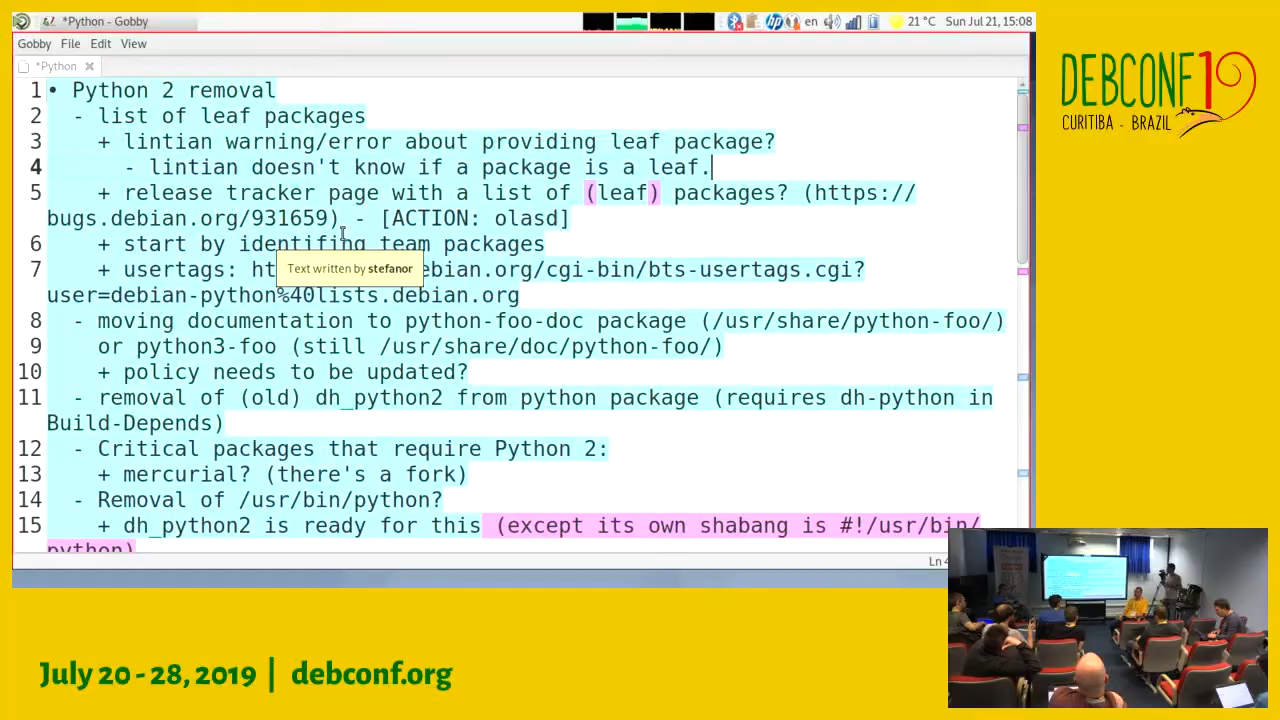 *Python - Gobby
en
21 °C
Sun Jul 21, 15:08
Gobby File Edit View
*Python
1 • Python 2 removal
2 - list of leaf packages
3 + lintian warning/error about providing leaf package?
4 - lintian doesn't know if a package is a leaf.
5 + release tracker page with a list of (leaf) packages? (https://
bugs.debian.org/931659) - [ACTION: olasd]
6 + start by identifing team packages
7 + usertags: ht ebian.org/cgi-bin/bts-usertags.cgi?
Text written by stefanor
user=debian-python%40lists.debian.org
8 - moving documentation to python-foo-doc package (/usr/share/python-foo/)
9 or python3-foo (still /usr/share/doc/python-foo/)
10 + policy needs to be updated?
11 - removal of (old) dh_python2 from python package (requires dh-python in
Build-Depends)
12 - Critical packages that require Python 2:
13 + mercurial? (there's a fork)
14 - Removal of /usr/bin/python?
15 + dh_python2 is ready for this (except its own shabang is #!/usr/bin/
python)
Ln 4
DEBCONF19
CURITIBA - BRAZIL
July 20 - 28, 2019 | debconf.org